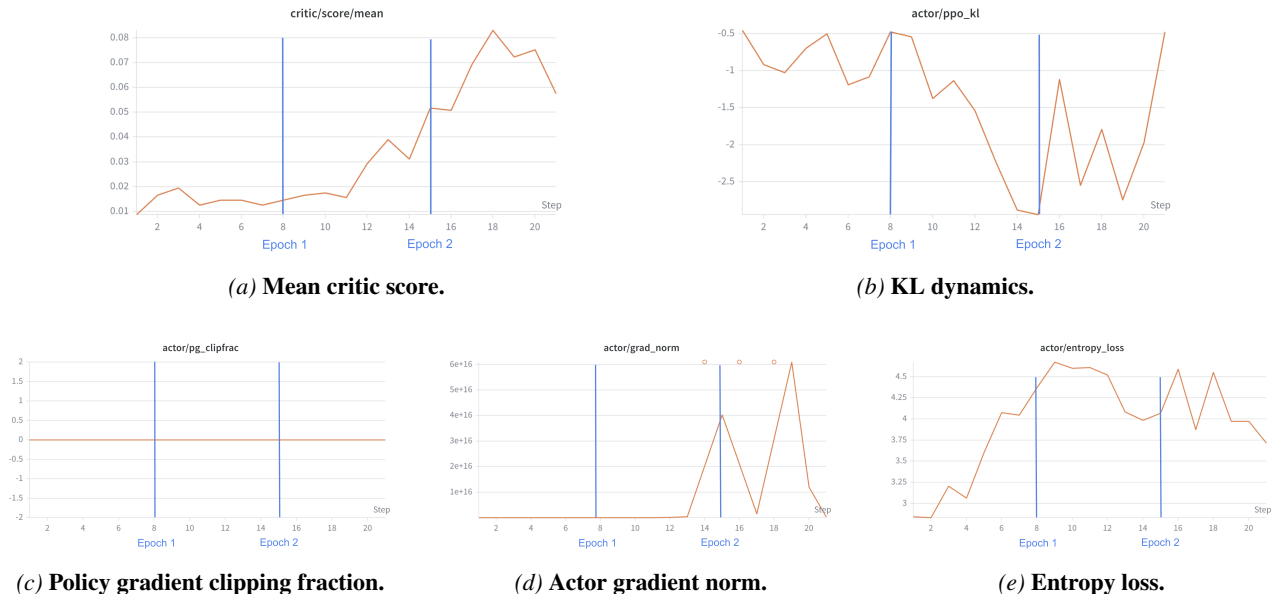 critic/score/mean
0.08
0.07
0.06
0.05
0.04
0.03
0.02
0.01
2 4 6 8 10 12 14 16 18 20
Step
Epoch 1 Epoch 2
(a) Mean critic score.
actor/ppo_kl
-0.5
-1
-1.5
-2
-2.5
2 4 6 8 10 12 14 16 18 20
Step
Epoch 1 Epoch 2
(b) KL dynamics.
actor/pg_clipfrac
2
1.5
1
0.5
0
-0.5
-1
-1.5
-2
2 4 6 8 10 12 14 16 18 20
Step
Epoch 1 Epoch 2
(c) Policy gradient clipping fraction.
actor/grad_norm
6e+16
5e+16
4e+16
3e+16
2e+16
1e+16
2 4 6 8 10 12 14 16 18 20
Step
Epoch 1 Epoch 2
(d) Actor gradient norm.
actor/entropy_loss
4.5
4.25
4
3.75
3.5
3.25
3
2 4 6 8 10 12 14 16 18 20
Step
Epoch 1 Epoch 2
(e) Entropy loss.